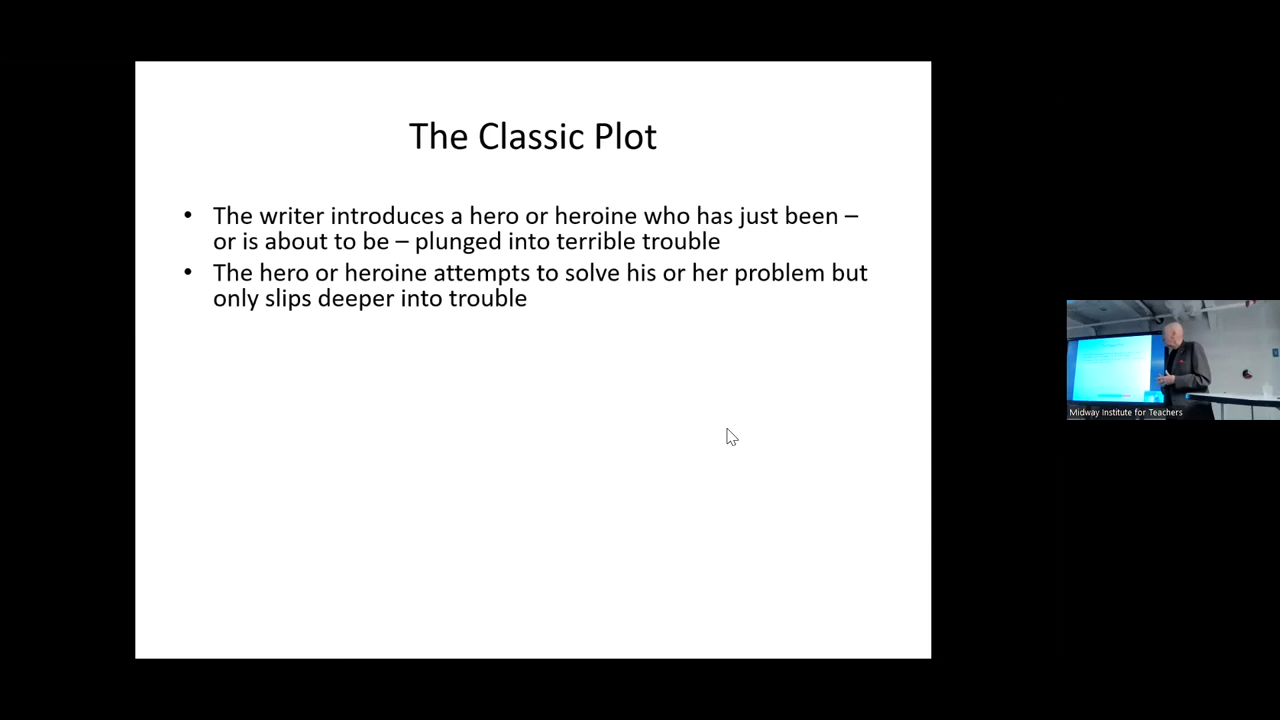 The Classic Plot
• The writer introduces a hero or heroine who has just been –
or is about to be – plunged into terrible trouble
• The hero or heroine attempts to solve his or her problem but
only slips deeper into trouble
Midway Institute for Teachers